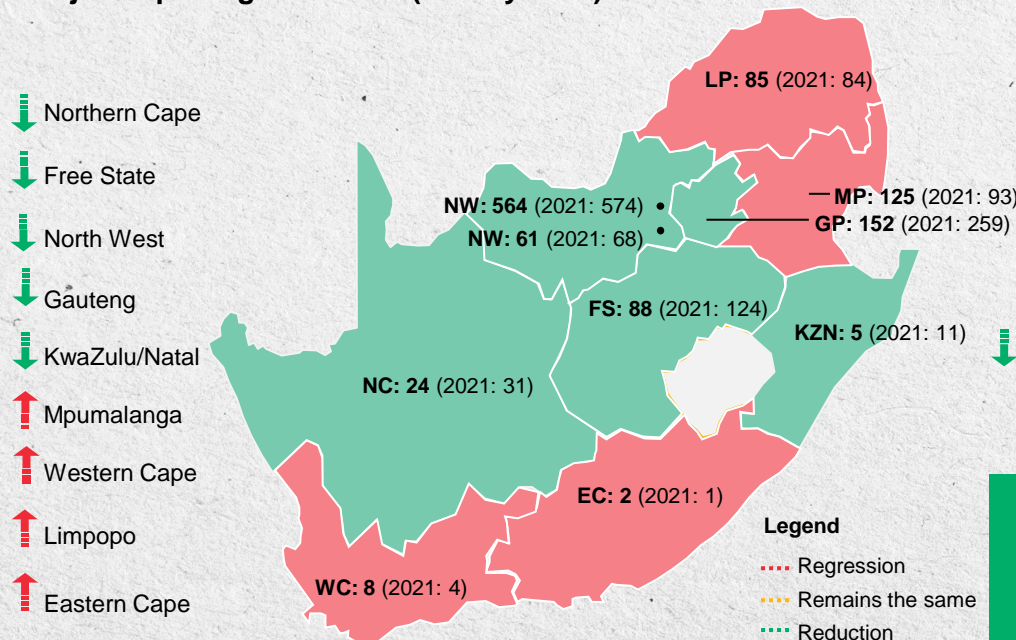 Northern Cape
Free State
North West
Gauteng
KwaZulu/Natal
Mpumalanga
Western Cape
Limpopo
Eastern Cape
LP: 85 (2021: 84)
MP: 125 (2021: 93)
GP: 152 (2021: 259)
NW: 564 (2021: 574)
NW: 61 (2021: 68)
FS: 88 (2021: 124)
KZN: 5 (2021: 11)
NC: 24 (2021: 31)
EC: 2 (2021: 1)
WC: 8 (2021: 4)
Legend
Regression
Remains the same
Reduction